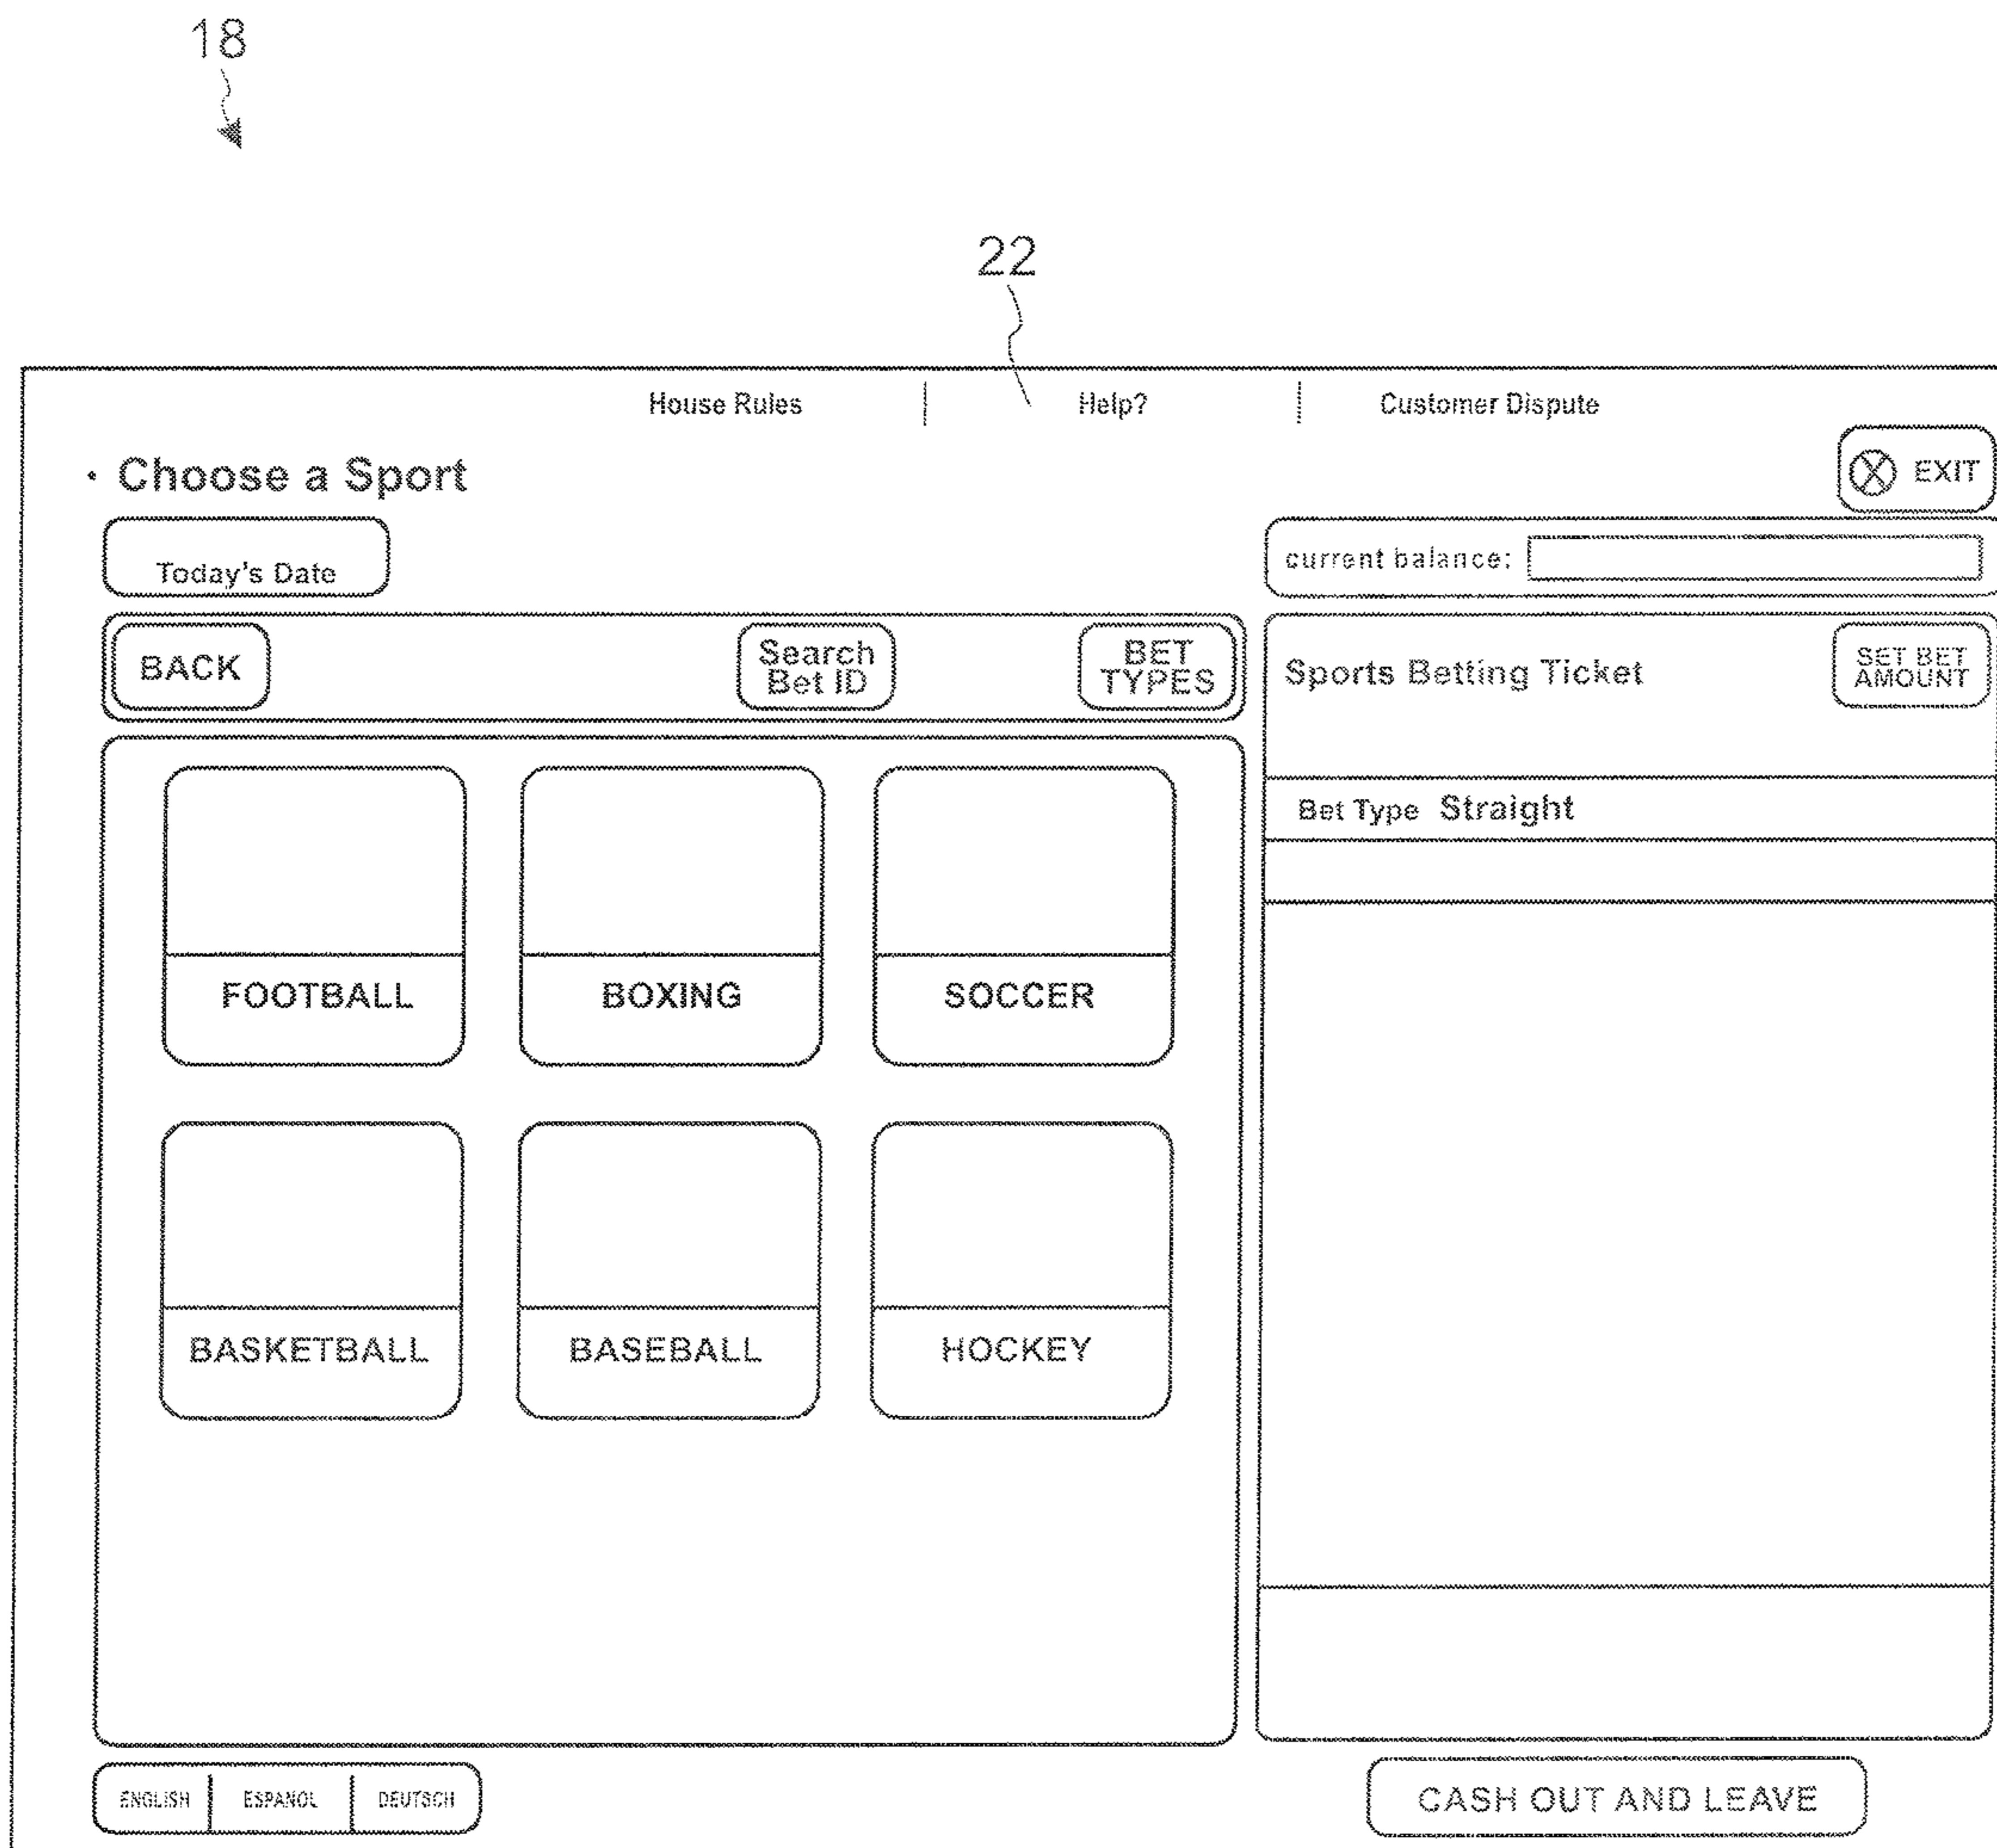 18
22
House Rules | Help? | Customer Dispute
· Choose a Sport
EXIT
Today's Date
current balance:
BACK
Search
Bet ID
BET
TYPES
Sports Betting Ticket
SET BET
AMOUNT
Bet Type Straight
FOOTBALL
BOXING
SOCCER
BASKETBALL
BASEBALL
HOCKEY
ENGLISH
ESPANOL
DEUTSCH
CASH OUT AND LEAVE